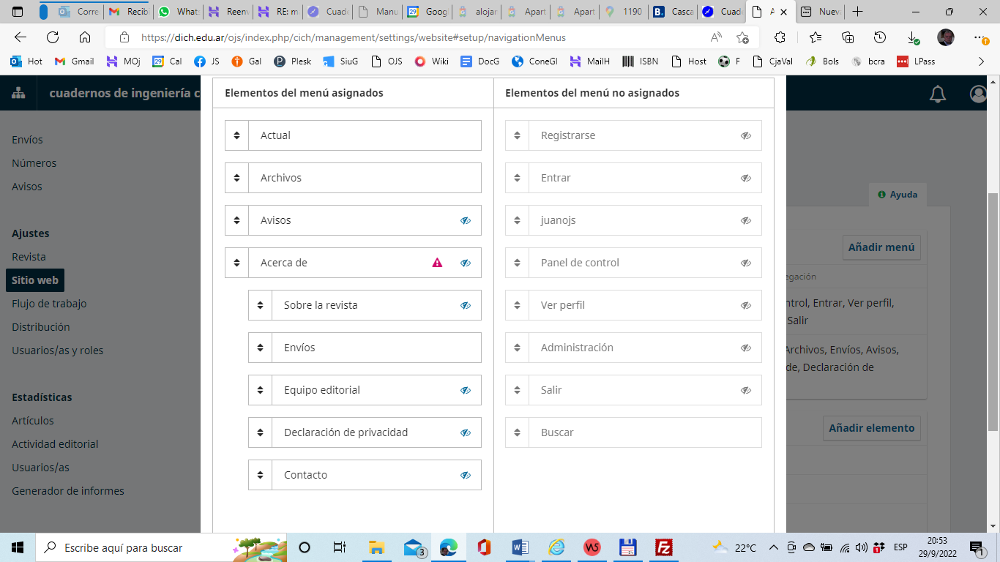 Corre
Recib
What
Reenv
RE: m
Cuade
Manu
29
Goog
alojar
Apart
Apart
1190
B.
Casca
Cuade
A
Nueva
https://dich.edu.ar/ojs/index.php/cich/management/settings/website#setup/navigationMenus
Hot
Gmail
MOj
Cal
JS
Gal
Plesk
SiuG
OJS
Wiki
DocG
ConeGl
MailH
ISBN
Host
F
CjaVal
Bols
bcra
LPass
cuadernos de ingeniería c
Envíos
Números
Avisos
Ajustes
Revista
Sitio web
Flujo de trabajo
Distribución
Usuarios/as y roles
Estadísticas
Artículos
Actividad editorial
Usuarios/as
Generador de informes
Elementos del menú asignados
Actual
Archivos
Avisos
Acerca de
Sobre la revista
Envíos
Equipo editorial
Declaración de privacidad
Contacto
Elementos del menú no asignados
Registrarse
Entrar
juanojs
Panel de control
Ver perfil
Administración
Salir
Buscar
Ayuda
Añadir menú
egación
ntrol, Entrar, Ver perfil,
Salir
Archivos, Envíos, Avisos,
de, Declaración de
Añadir elemento
Escribe aquí para buscar
3
W5
22°C
ESP
20:53
29/9/2022
1